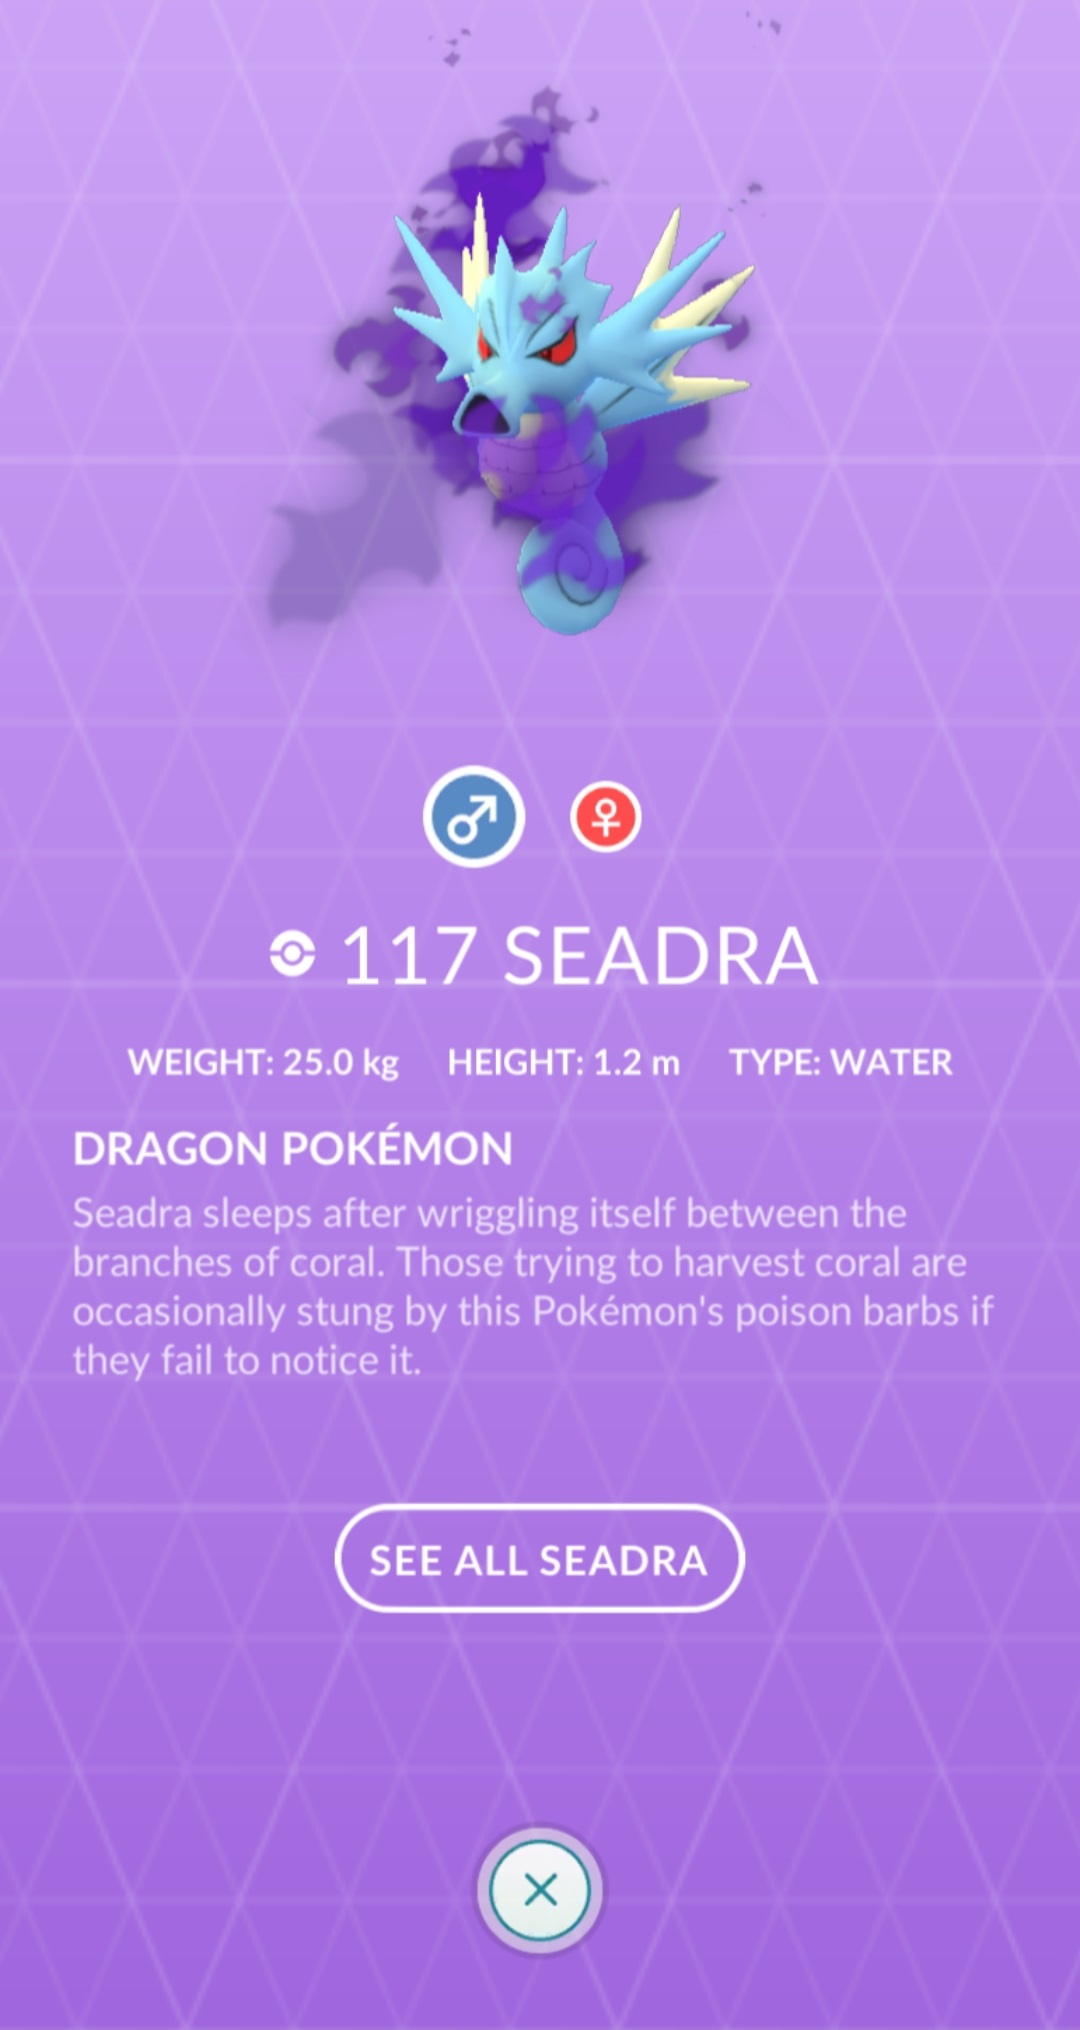 117 SEADRA
WEIGHT: 25.0 kg HEIGHT: 1.2 m TYPE: WATER
DRAGON POKÉMON
Seadra sleeps after wriggling itself between the
branches of coral. Those trying to harvest coral are
occasionally stung by this Pokémon's poison barbs if
they fail to notice it.
SEE ALL SEADRA